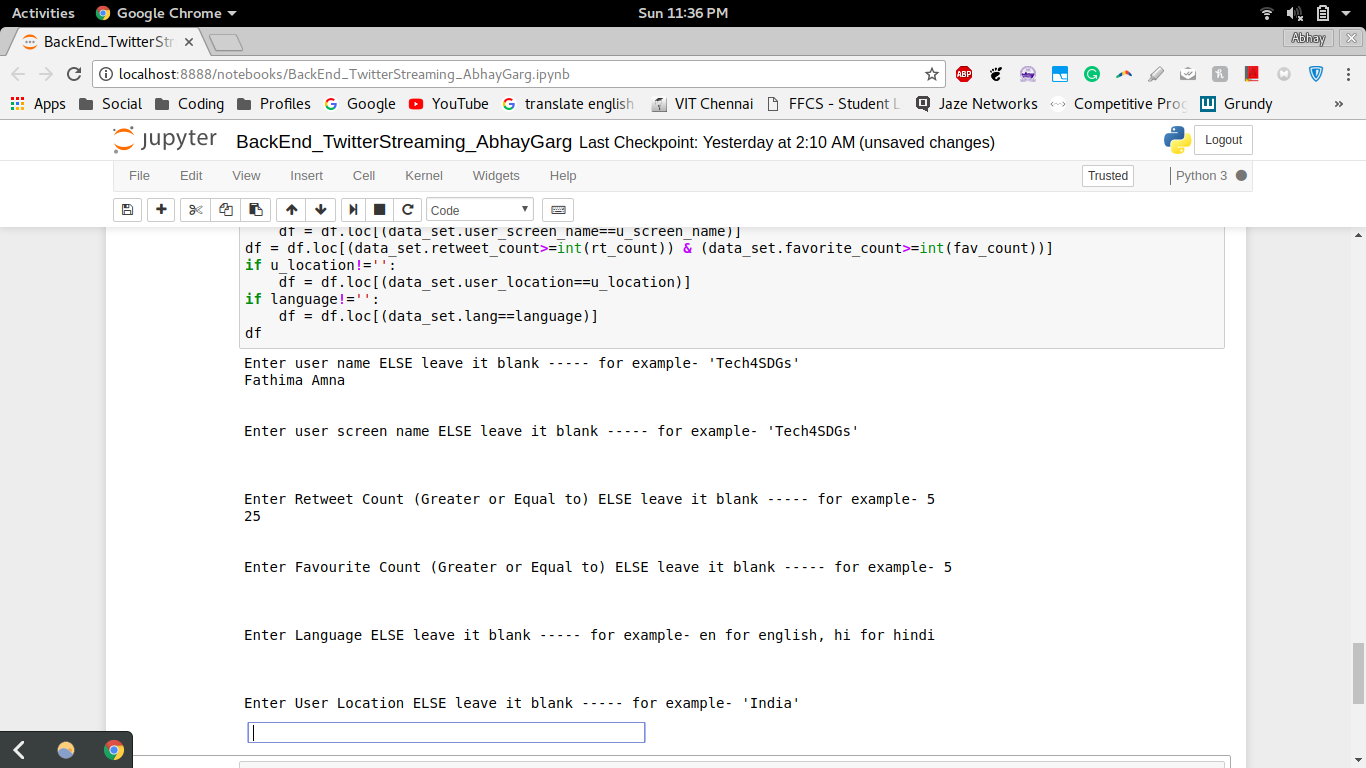 Activities Google Chrome Sun 11:36 PM
BackEnd_TwitterStr Abhay
localhost:8888/notebooks/BackEnd_TwitterStreaming_AbhayGarg.ipynb ABP
Apps Social Coding Profiles Google YouTube translate english VIT Chennai FFCS - Student L Jaze Networks Competitive Prog Grundy »
jupyter BackEnd_TwitterStreaming_AbhayGarg Last Checkpoint: Yesterday at 2:10 AM (unsaved changes) Logout
File Edit View Insert Cell Kernel Widgets Help Trusted Python 3
Code
df = df.loc[(data_set.user_screen_name==u_screen_name)]
df = df.loc[(data_set.retweet_count>=int(rt_count)) & (data_set.favorite_count>=int(fav_count))]
if u_location!='':
df = df.loc[(data_set.user_location==u_location)]
if language!='':
df = df.loc[(data_set.lang==language)]
df
Enter user name ELSE leave it blank ----- for example- 'Tech4SDGs'
Fathima Amna
Enter user screen name ELSE leave it blank ----- for example- 'Tech4SDGs'
Enter Retweet Count (Greater or Equal to) ELSE leave it blank ----- for example- 5
25
Enter Favourite Count (Greater or Equal to) ELSE leave it blank ----- for example- 5
Enter Language ELSE leave it blank ----- for example- en for english, hi for hindi
Enter User Location ELSE leave it blank ----- for example- 'India'